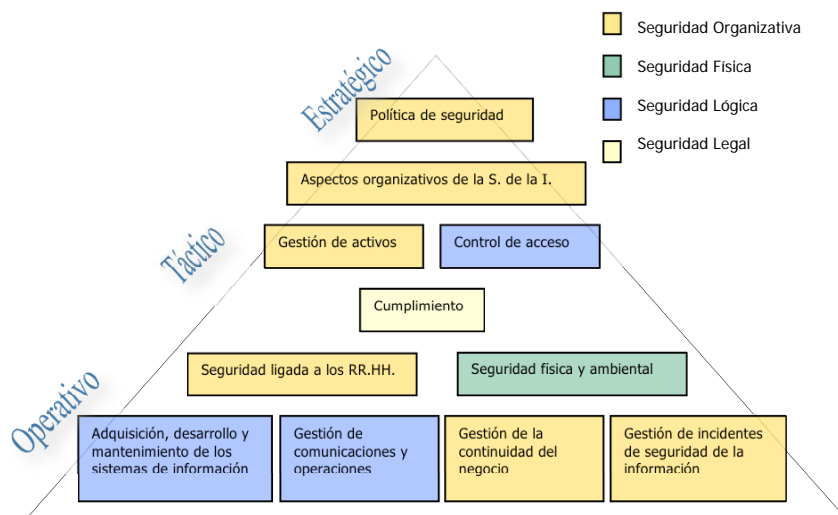 Seguridad Organizativa
Seguridad Física
Seguridad Lógica
Seguridad Legal
Estratégico
Política de seguridad
Aspectos organizativos de la S. de la I.
Táctico
Gestión de activos
Control de acceso
Cumplimiento
Seguridad ligada a los RR.HH.
Seguridad física y ambiental
Operativo
Adquisición, desarrollo y
mantenimiento de los
sistemas de información
Gestión de
comunicaciones y
operaciones
Gestión de la
continuidad del
negocio
Gestión de incidentes
de seguridad de la
información